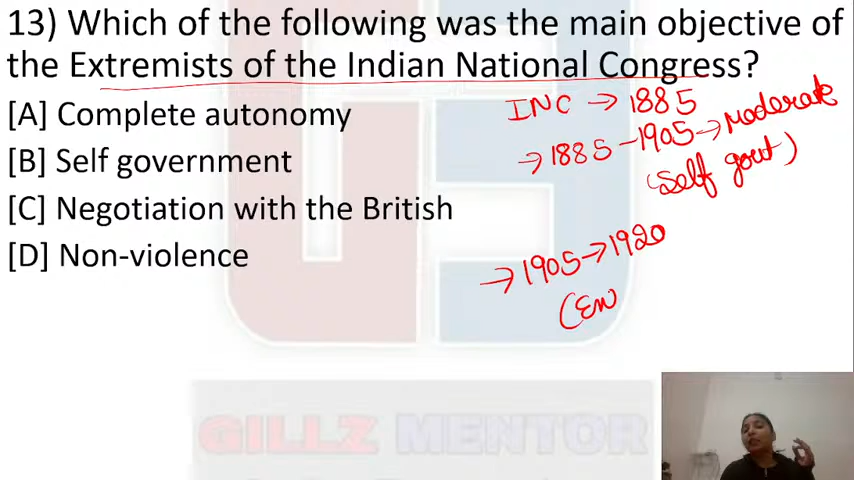 13) Which of the following was the main objective of
the Extremists of the Indian National Congress?
[A] Complete autonomy
[B] Self government
[C] Negotiation with the British
[D] Non-violence
INC → 1885
→ 1885 - 1905 → Moderate
(Self govt)
→ 1905 → 1920
(En
GILLZ MENTOR